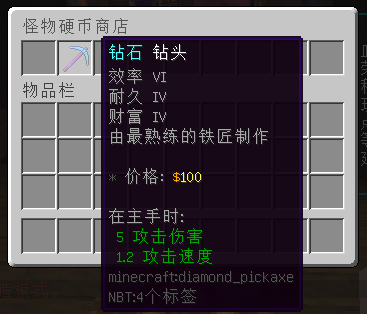 怪物硬币商店
钻石 钻头
效率 VI
耐久 IV
财富 IV
物品栏
由最熟练的铁匠制作
* 价格: $100
在主手时:
5 攻击伤害
1.2 攻击速度
minecraft:diamond_pickaxe
NBT:4个标签